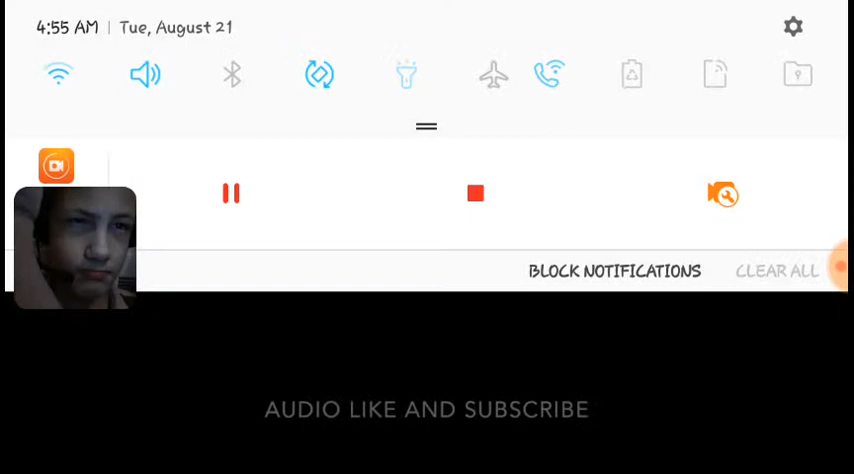 4:55 AM | Tue, August 21
BLOCK NOTIFICATIONS CLEAR ALL
AUDIO LIKE AND SUBSCRIBE